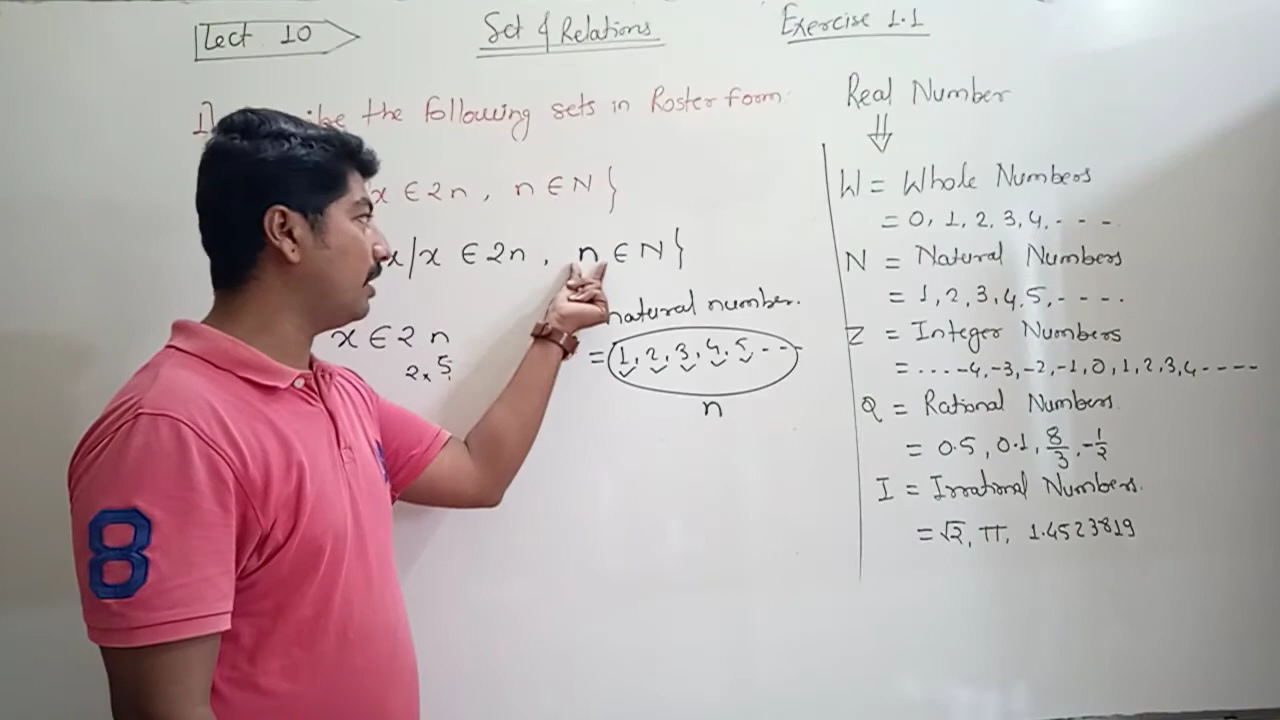 Lect 10
Set & Relations
Exercise 1.1
1) the following sets in Roster form.
x ∈ 2n , n ∈ N }
x/x ∈ 2n , n ∈ N }
natural number.
= 1, 2, 3, 4, 5, - - -
n
x ∈ 2 n
2 x 5
8
Real Number
⇓
W = Whole Numbers
= 0, 1, 2, 3, 4, - - -
N = Natural Numbers
= 1, 2, 3, 4, 5, - - - -
Z = Integer Numbers
= ... -4, -3, -2, -1, 0, 1, 2, 3, 4 - - - -
Q = Rational Numbers.
= 0.5, 0.1, 8/3, -1/2
I = Irrational Numbers.
= √2, π, 1.4523819